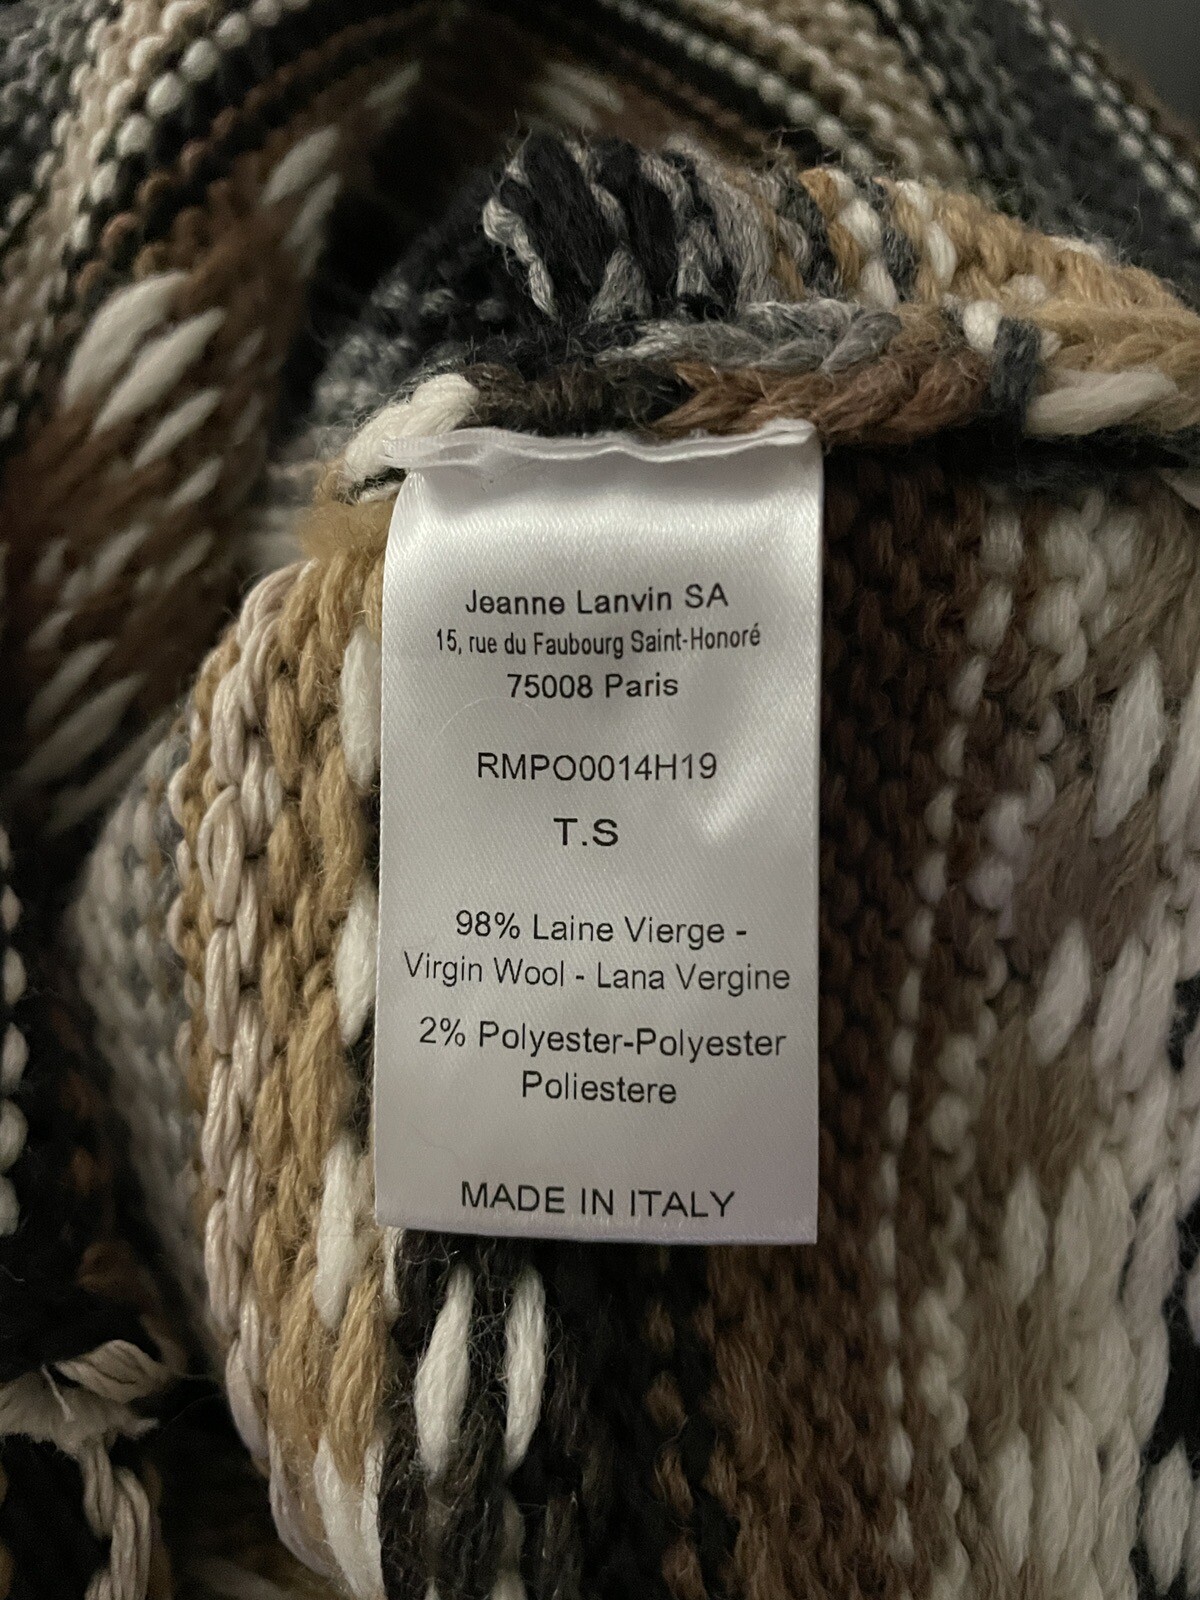 Jeanne Lanvin SA
15, rue du Faubourg Saint-Honoré
75008 Paris
RMPO0014H19
T.S
98% Laine Vierge -
Virgin Wool - Lana Vergine
2% Polyester-Polyester
Poliestere
MADE IN ITALY